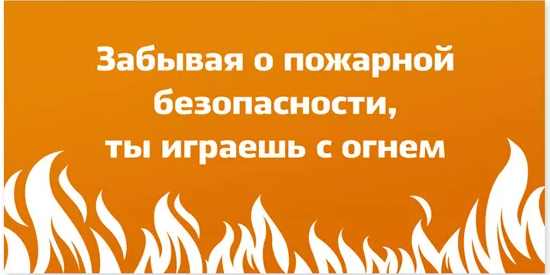 Забывая о пожарной
безопасности,
ты играешь с огнем